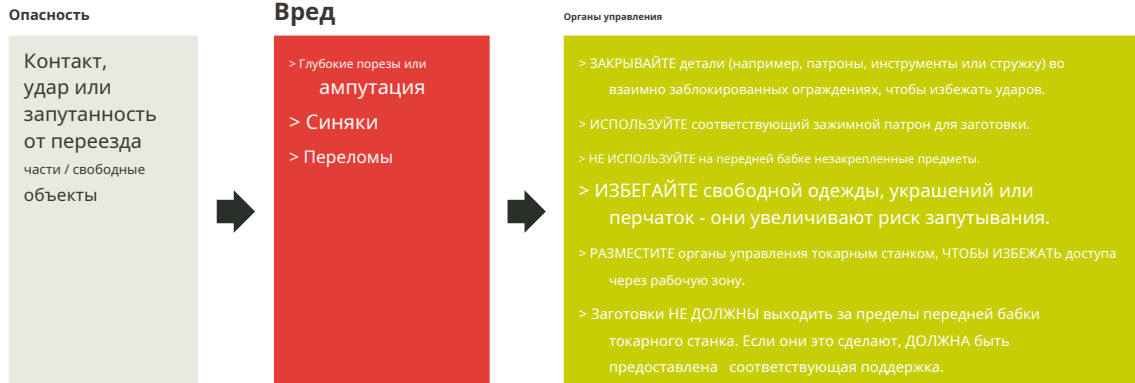 Опасность
Контакт,
удар или
запутанность
от переезда
части / свободные
объекты
Вред
> Глубокие порезы или
ампутация
> Синяки
> Переломы
Органы управления
> ЗАКРЫВАЙТЕ детали (например, патроны, инструменты или стружку) во
взаимно заблокированных ограждениях, чтобы избежать ударов.
> ИСПОЛЬЗУЙТЕ соответствующий зажимной патрон для заготовки.
> НЕ ИСПОЛЬЗУЙТЕ на передней бабке незакрепленные предметы.
> ИЗБЕГАЙТЕ свободной одежды, украшений или
перчаток - они увеличивают риск запутывания.
> РАЗМЕСТИТЕ органы управления токарным станком, ЧТОБЫ ИЗБЕЖАТЬ доступа
через рабочую зону.
> Заготовки НЕ ДОЛЖНЫ выходить за пределы передней бабки
токарного станка. Если они это сделают, ДОЛЖНА быть
предоставлена соответствующая поддержка.